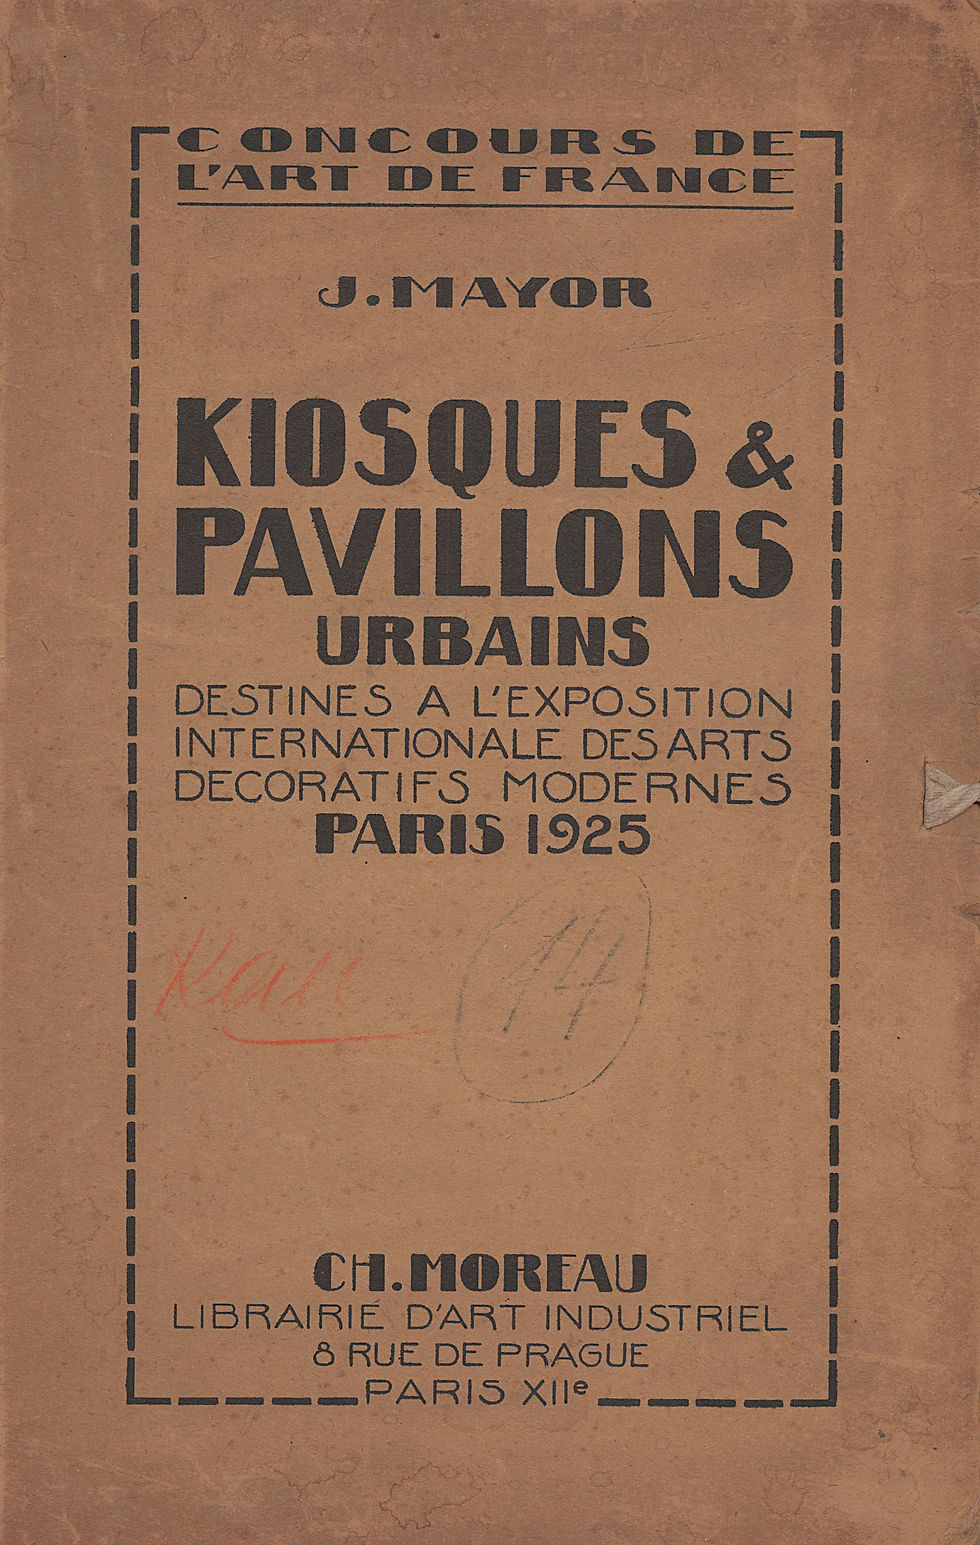 CONCOURS DE
L'ART DE FRANCE
J. MAYOR
KIOSQUES &
PAVILLONS
URBAINS
DESTINES A L'EXPOSITION
INTERNATIONALE DES ARTS
DECORATIFS MODERNES
PARIS 1925
14
CH. MOREAU
LIBRAIRIE D'ART INDUSTRIEL
8 RUE DE PRAGUE
PARIS XIIe